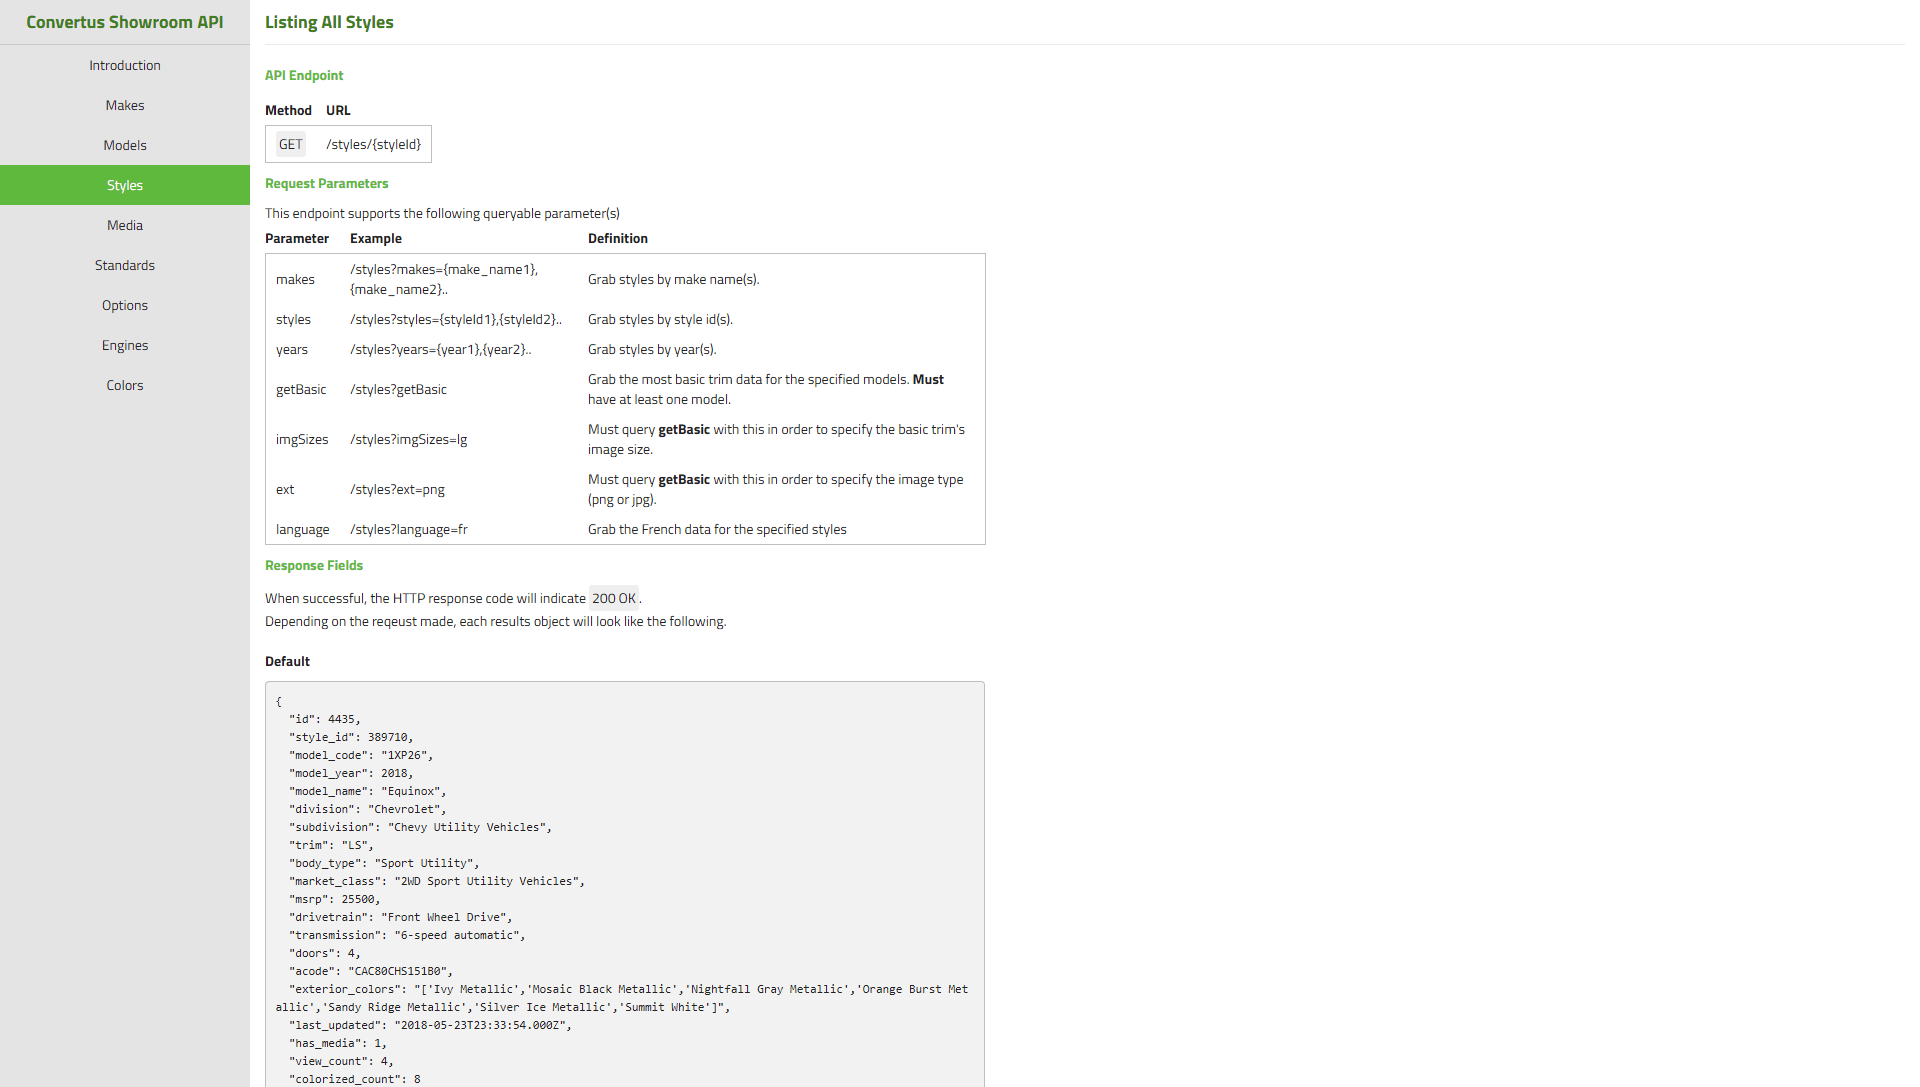 Convertus Showroom API
Introduction
Makes
Models
Styles
Media
Standards
Options
Engines
Colors
Listing All Styles
API Endpoint
Method URL
GET /styles/{styleId}
Request Parameters
This endpoint supports the following queryable parameter(s)
Parameter Example Definition
makes /styles?makes={make_name1},{make_name2}.. Grab styles by make name(s).
styles /styles?styles={styleId1},{styleId2}.. Grab styles by style id(s).
years /styles?years={year1},{year2}.. Grab styles by year(s).
getBasic /styles?getBasic Grab the most basic trim data for the specified models. Must
have at least one model.
imgSizes /styles?imgSizes=lg Must query getBasic with this in order to specify the basic trim's
image size.
ext /styles?ext=png Must query getBasic with this in order to specify the image type
(png or jpg).
language /styles?language=fr Grab the French data for the specified styles
Response Fields
When successful, the HTTP response code will indicate 200 OK.
Depending on the reqeust made, each results object will look like the following.
Default
{
"id": 4435,
"style_id": 389710,
"model_code": "1XP26",
"model_year": 2018,
"model_name": "Equinox",
"division": "Chevrolet",
"subdivision": "Chevy Utility Vehicles",
"trim": "LS",
"body_type": "Sport Utility",
"market_class": "2WD Sport Utility Vehicles",
"msrp": 25500,
"drivetrain": "Front Wheel Drive",
"transmission": "6-speed automatic",
"doors": 4,
"acode": "CAC80CHS151B0",
"exterior_colors": "['Ivy Metallic','Mosaic Black Metallic','Nightfall Gray Metallic','Orange Burst Met
allic','Sandy Ridge Metallic','Silver Ice Metallic','Summit White']",
"last_updated": "2018-05-23T23:33:54.000Z",
"has_media": 1,
"view_count": 4,
"colorized_count": 8